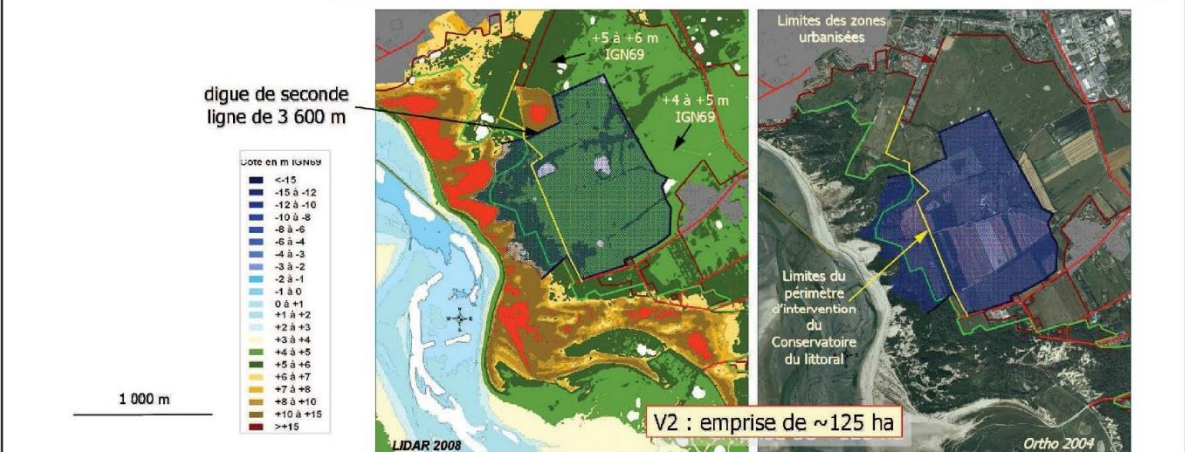 digue de seconde
ligne de 3 600 m
Cote en m IGN69
<-15
-15 à -12
-12 à -10
-10 à -8
-8 à -6
-6 à -4
-4 à -3
-3 à -2
-2 à -1
-1 à 0
0 à +1
+1 à +2
+2 à +3
+3 à +4
+4 à +5
+5 à +6
+6 à +7
+7 à +8
+8 à +10
+10 à +15
>+15
1 000 m
+5 à +6 m
IGN69
+4 à +5 m
IGN69
LIDAR 2008
Limites des zones
urbanisées
Limites du
périmètre
d'intervention
du
Conservatoire
du littoral
V2 : emprise de ~125 ha
Ortho 2004